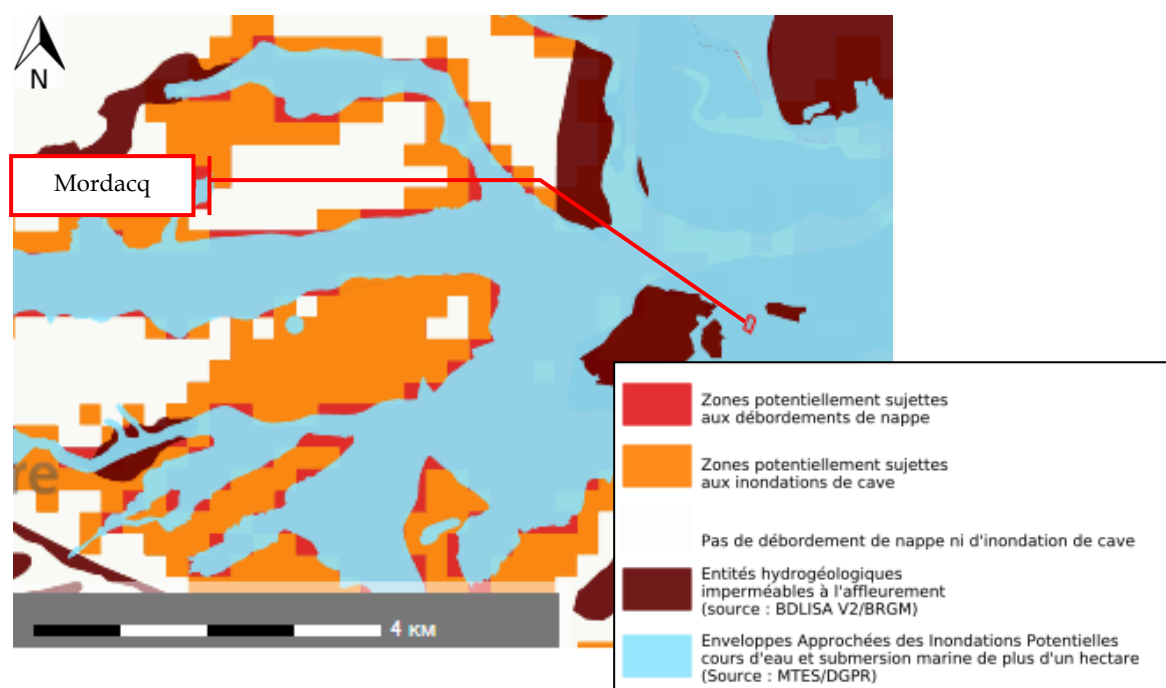 N
Mordacq
re
4 KM
Zones potentiellement sujettes
aux débordements de nappe
Zones potentiellement sujettes
aux inondations de cave
Pas de débordement de nappe ni d'inondation de cave
Entités hydrogéologiques
imperméables à l'affleurement
(source : BDLISA V2/BRGM)
Enveloppes Approchées des Inondations Potentielles
cours d'eau et submersion marine de plus d'un hectare
(Source : MTES/DGPR)